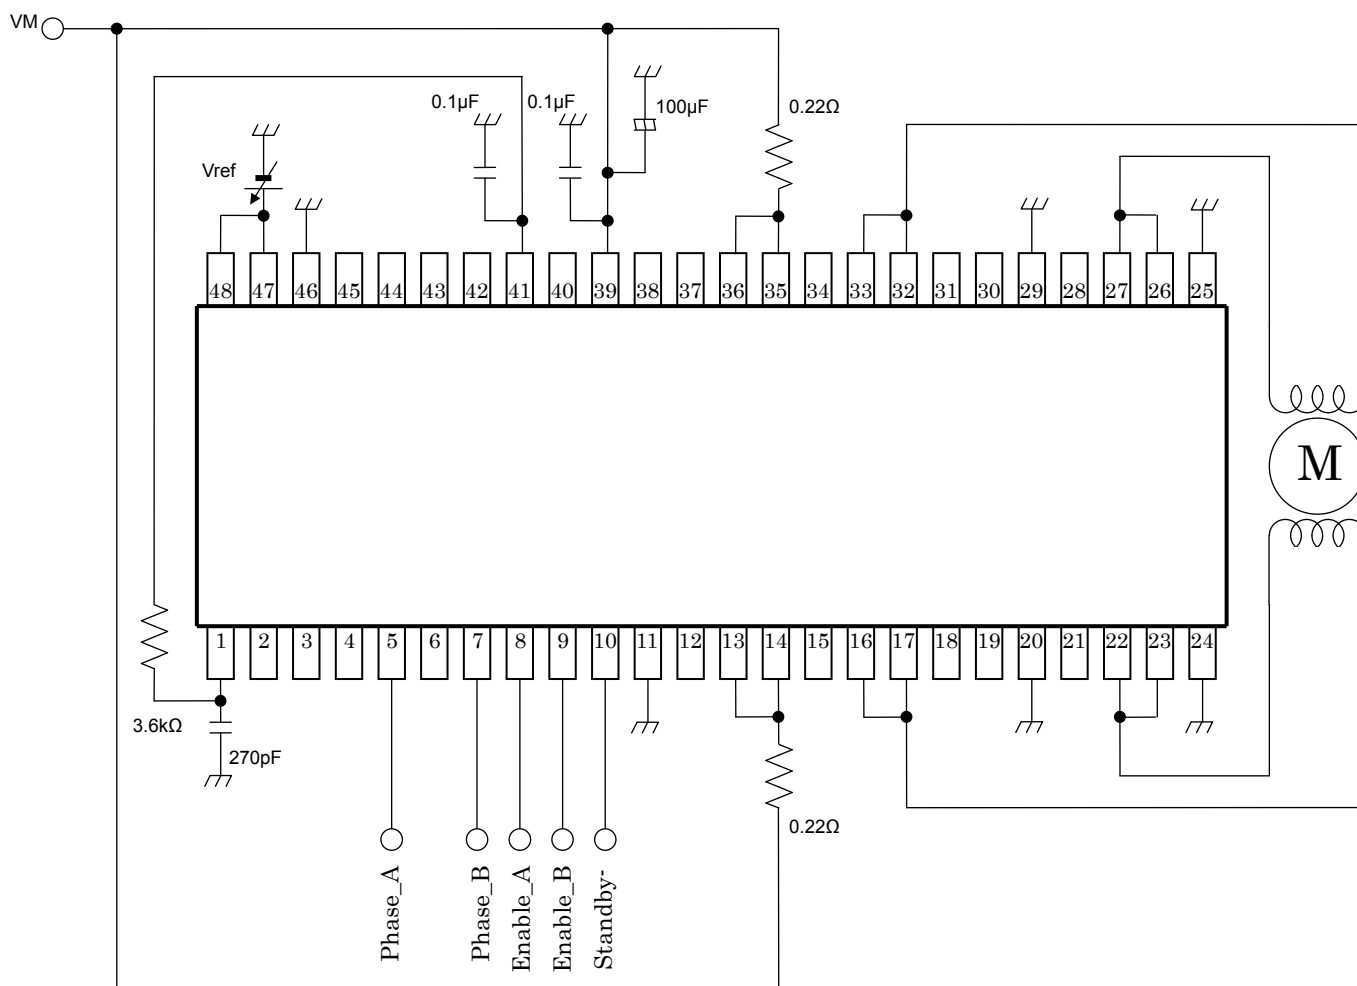 VM
0.1µF 0.1µF 100µF 0.22Ω
Vref
48 47 46 45 44 43 42 41 40 39 38 37 36 35 34 33 32 31 30 29 28 27 26 25
M
1 2 3 4 5 6 7 8 9 10 11 12 13 14 15 16 17 18 19 20 21 22 23 24
3.6kΩ
270pF
0.22Ω
Phase_A
Phase_B
Enable_A
Enable_B
Standby-